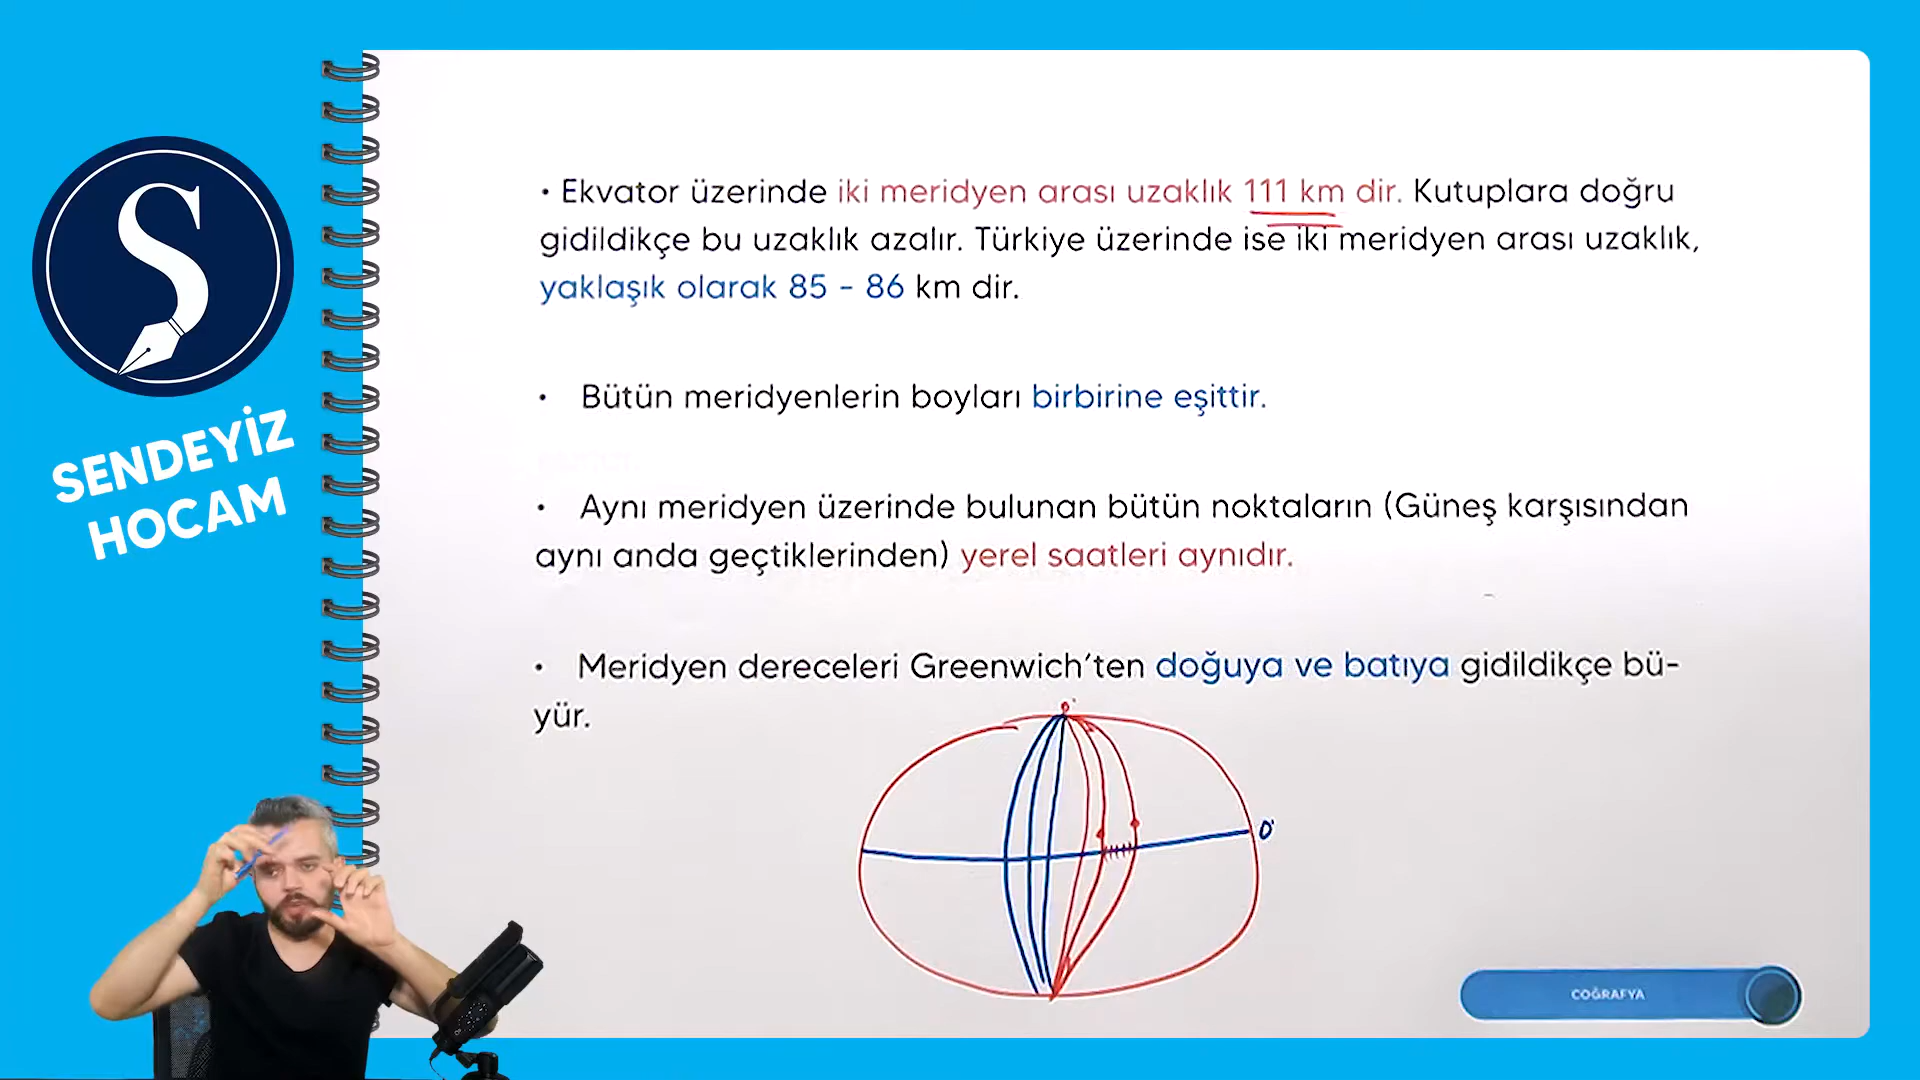 SENDEYİZ
HOCAM
• Ekvator üzerinde iki meridyen arası uzaklık 111 km dir. Kutuplara doğru
gidildikçe bu uzaklık azalır. Türkiye üzerinde ise iki meridyen arası uzaklık,
yaklaşık olarak 85 - 86 km dir.
• Bütün meridyenlerin boyları birbirine eşittir.
• Aynı meridyen üzerinde bulunan bütün noktaların (Güneş karşısından
aynı anda geçtiklerinden) yerel saatleri aynıdır.
• Meridyen dereceleri Greenwich'ten doğuya ve batıya gidildikçe bü-
yür.
0°
COĞRAFYA